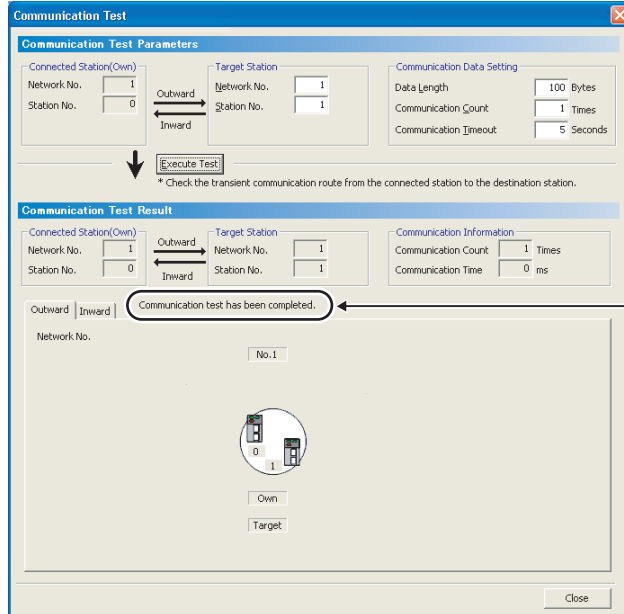 Communication Test
Communication Test Parameters
Connected Station(Own)
Network No. 1
Station No. 0
Outward
Inward
Target Station
Network No. 1
Station No. 1
Communication Data Setting
Data Length 100 Bytes
Communication Count 1 Times
Communication Timeout 5 Seconds
Execute Test
* Check the transient communication route from the connected station to the destination station.
Communication Test Result
Connected Station(Own)
Network No. 1
Station No. 0
Outward
Inward
Target Station
Network No. 1
Station No. 1
Communication Information
Communication Count 1 Times
Communication Time 0 ms
Outward Inward Communication test has been completed.
Network No.
No.1
0
1
Own
Target
Close